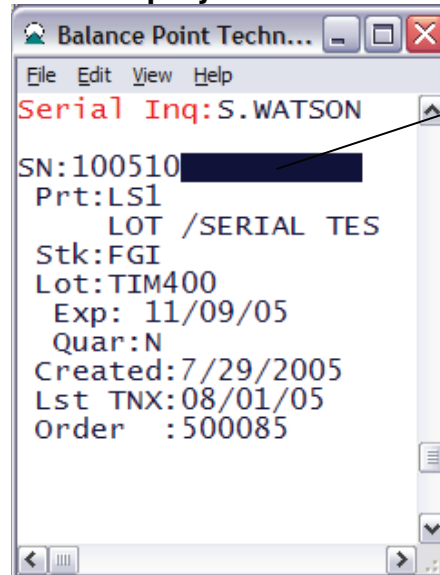 Balance Point Techn...
File Edit View Help
Serial Inq:S.WATSON
SN:100510
Prt:LS1
LOT /SERIAL TES
Stk:FGI
Lot:TIM400
Exp: 11/09/05
Quar:N
Created:7/29/2005
Lst TNX:08/01/05
Order :500085